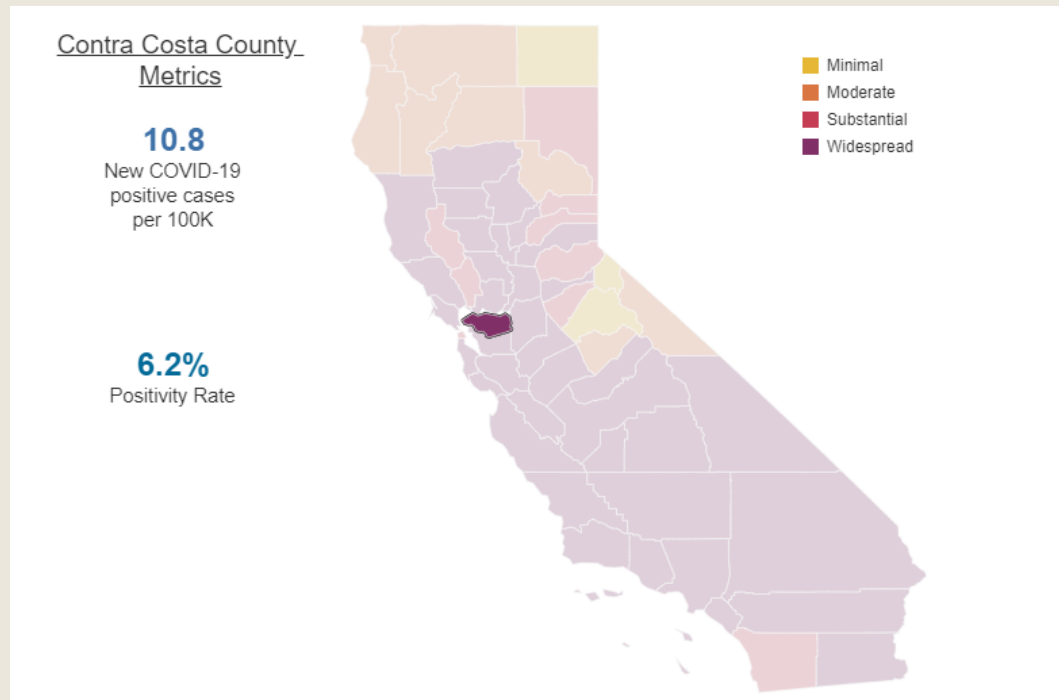 Contra Costa County
Metrics
10.8
New COVID-19
positive cases
per 100K
6.2%
Positivity Rate
Minimal
Moderate
Substantial
Widespread